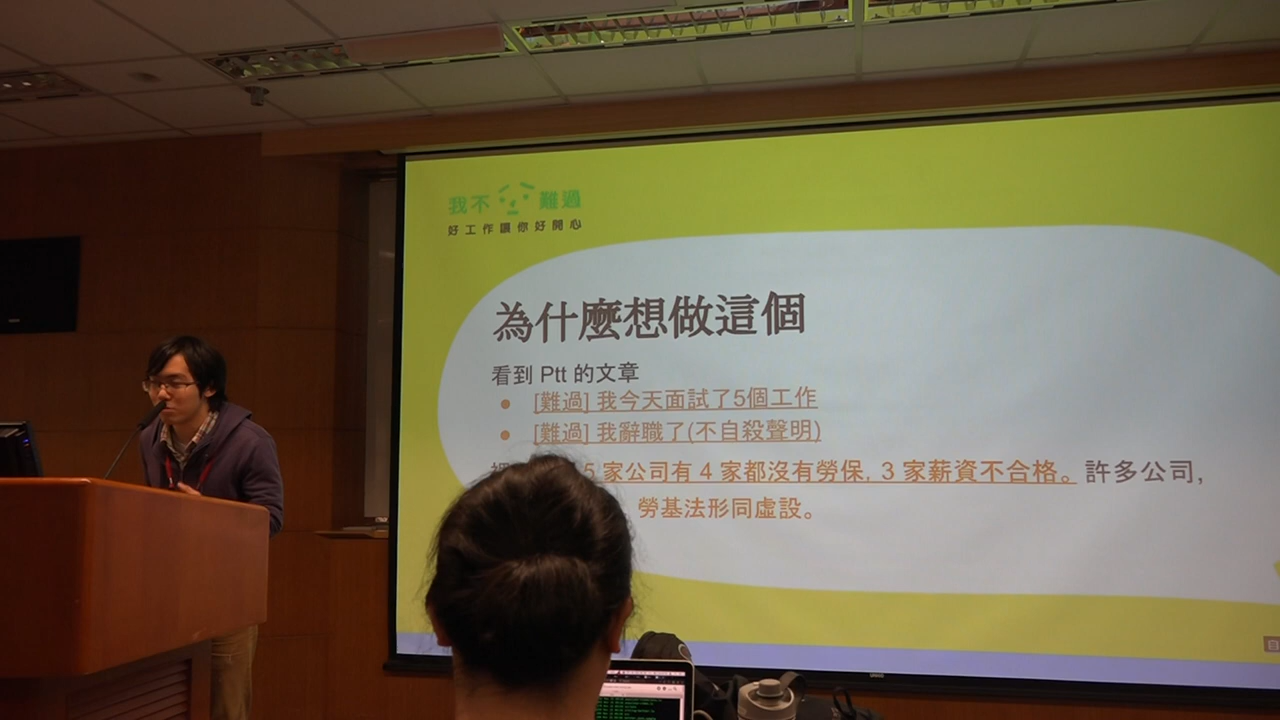 我不難過
好工作讓你好開心
為什麼想做這個
看到 Ptt 的文章
[難過] 我今天面試了5個工作
[難過] 我辭職了(不自殺聲明)
5 家公司有 4 家都沒有勞保, 3 家薪資不合格。許多公司,
勞基法形同虛設。